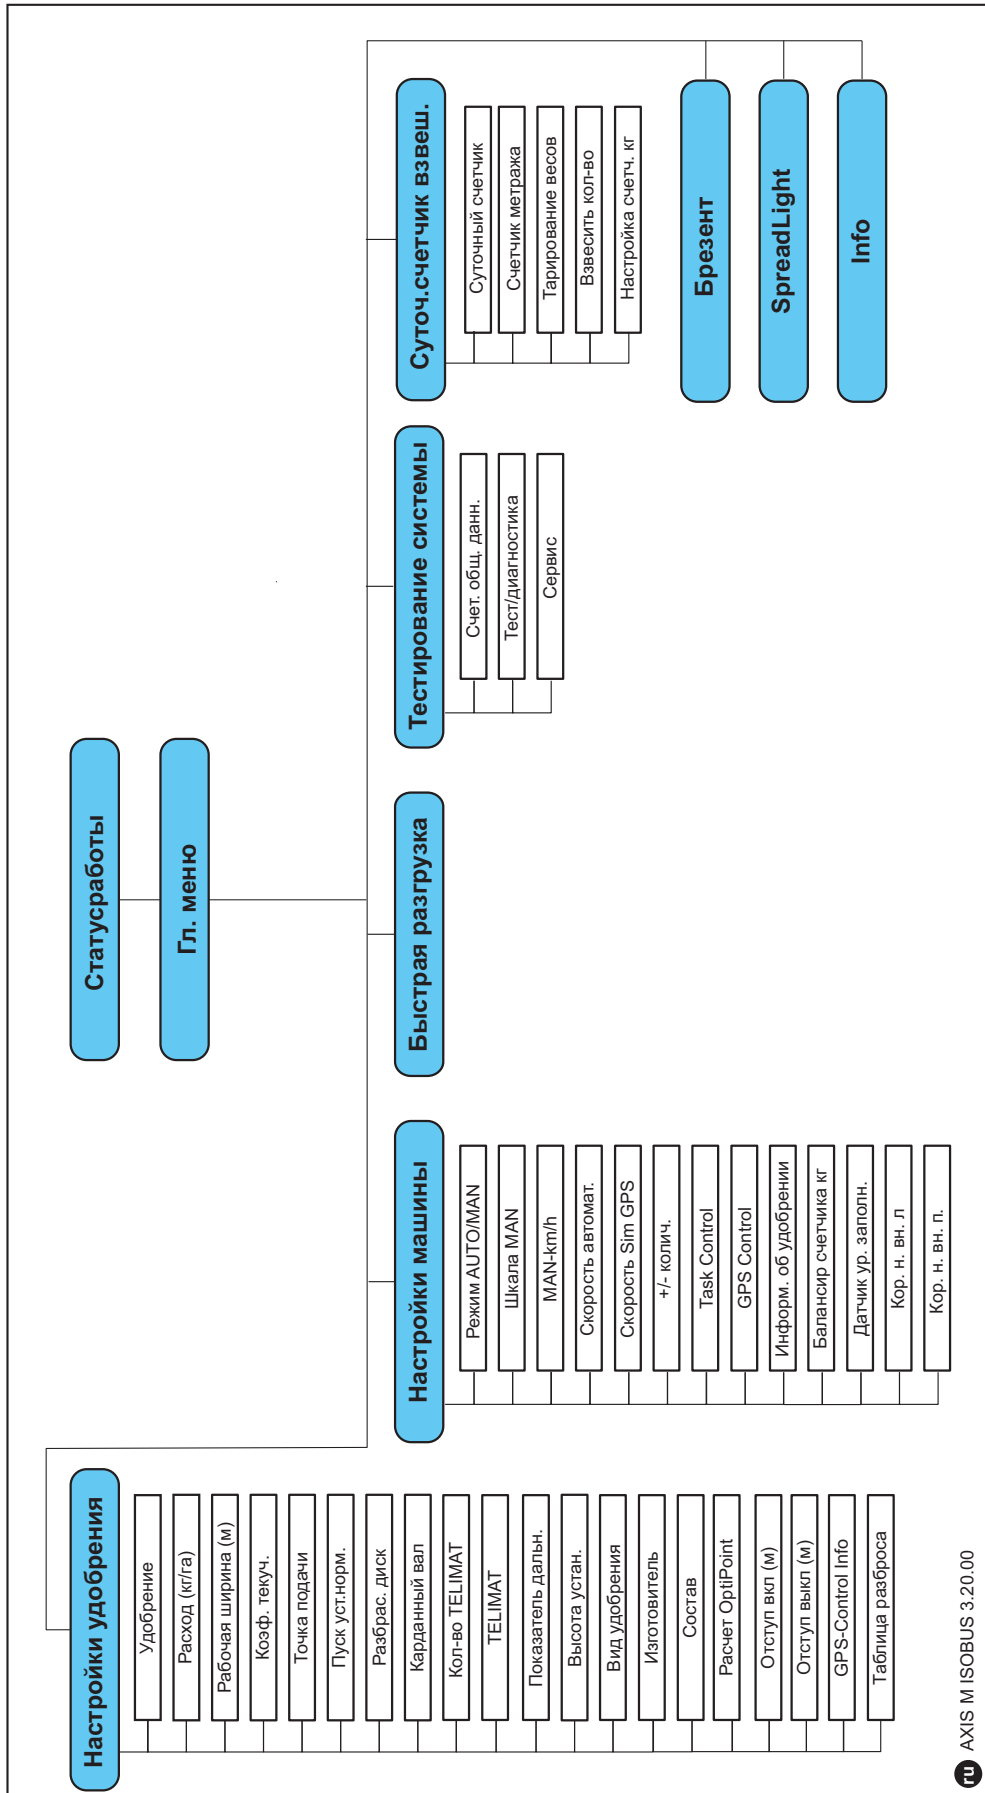 Статусработы
Гл. меню
Настройки удобрения
Удобрение
Расход (кг/га)
Рабочая ширина (м)
Коэф. текуч.
Точка подачи
Пуск уст.норм.
Разбрас. диск
Карданный вал
Кол-во TELIMAT
TELIMAT
Показатель дальн.
Высота устан.
Вид удобрения
Изготовитель
Состав
Расчет OptiPoint
Отступ вкл (м)
Отступ выкл (м)
GPS-Control Info
Таблица разброса
Настройки машины
Режим AUTO/MAN
Шкала MAN
MAN-km/h
Скорость автомат.
Скорость Sim GPS
+/- колич.
Task Control
GPS Control
Информ. об удобрении
Балансир счетчика кг
Датчик ур. заполн.
Кор. н. вн. л
Кор. н. вн. п.
Быстрая разгрузка
Тестирование системы
Счет. общ. данн.
Тест/диагностика
Сервис
Суточ.счетчик взвеш.
Суточный счетчик
Счетчик метража
Тарирование весов
Взвесить кол-во
Настройка счетч. кг
Брезент
SpreadLight
Info
ru AXIS M ISOBUS 3.20.00